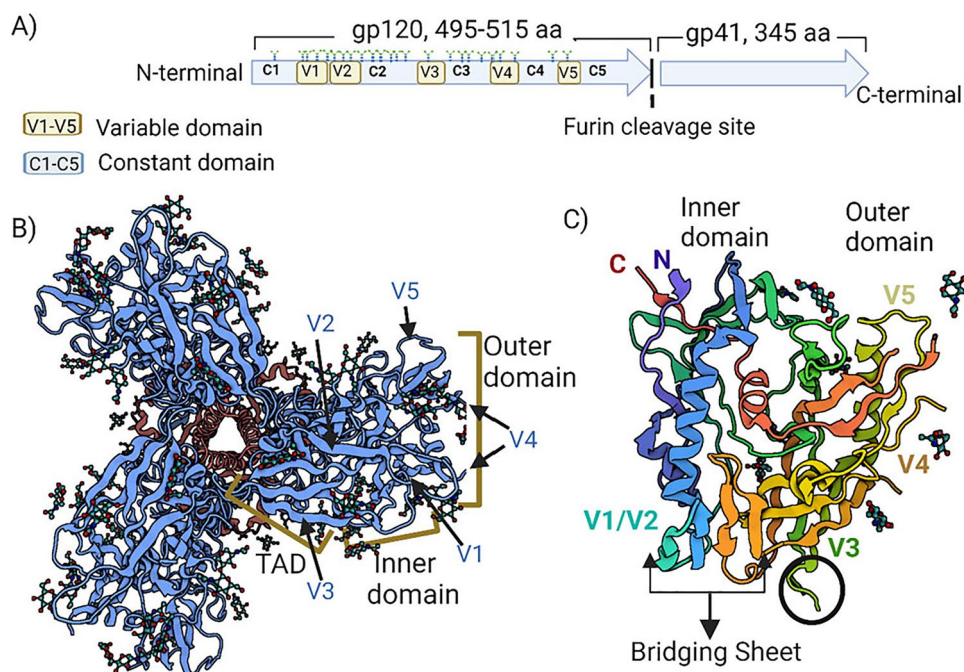 A)
gp120, 495-515 aa
gp41, 345 aa
N-terminal
C1 V1 V2 C2 V3 C3 V4 C4 V5 C5
C-terminal
Furin cleavage site
V1-V5 Variable domain
C1-C5 Constant domain
B)
V5
V2
Outer
domain
V4
V1
TAD
V3
Inner
domain
C)
Inner
domain
Outer
domain
C
N
V5
V4
V1/V2
V3
Bridging Sheet